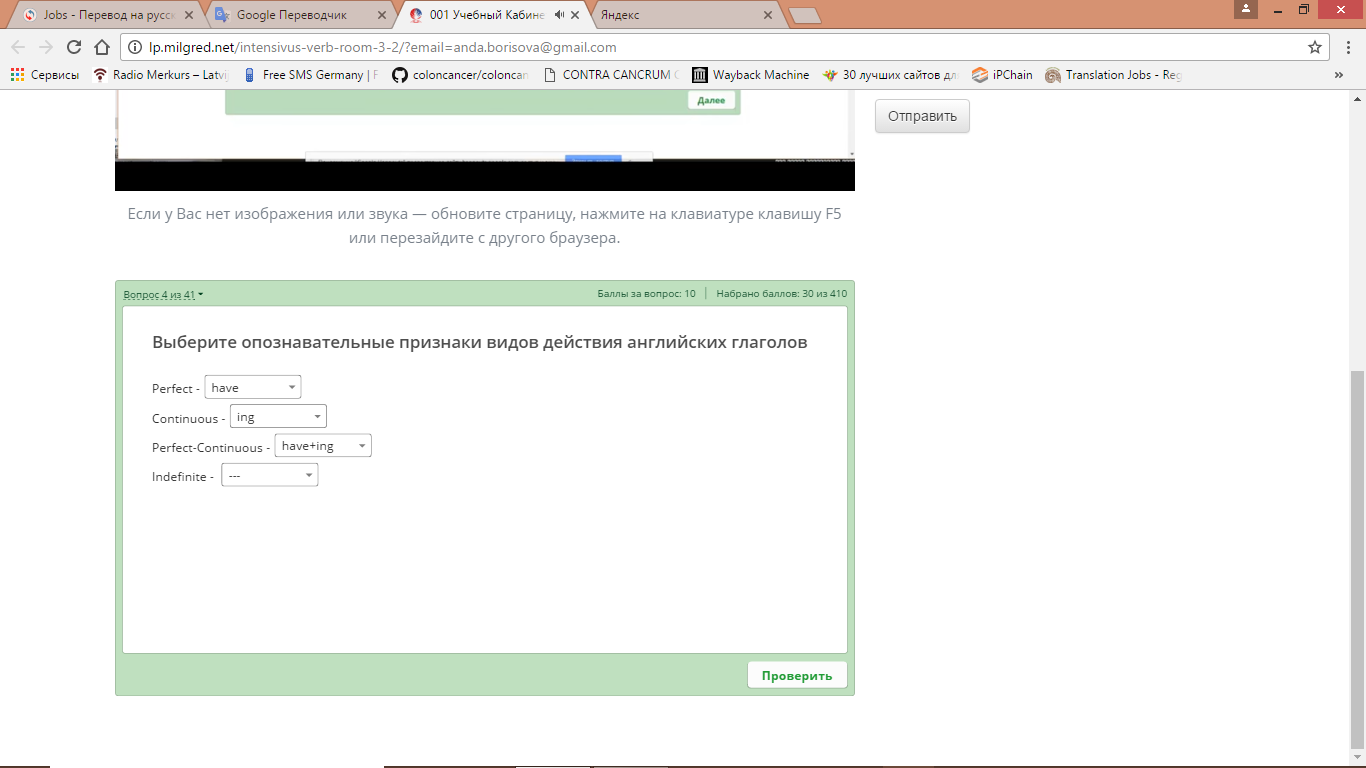 Jobs - Перевод на русс
Google Переводчик
001 Учебный Кабине
Яндекс
lp.milgred.net/intensivus-verb-room-3-2/?email=anda.borisova@gmail.com
Сервисы
Radio Merkurs – Latvi
Free SMS Germany | F
coloncancer/coloncan
CONTRA CANCRUM C
Wayback Machine
30 лучших сайтов дл
iPChain
Translation Jobs - Reg
»
Далее
Отправить
Если у Вас нет изображения или звука — обновите страницу, нажмите на клавиатуре клавишу F5
или перезайдите с другого браузера.
Вопрос 4 из 41
Баллы за вопрос: 10 | Набрано баллов: 30 из 410
Выберите опознавательные признаки видов действия английских глаголов
Perfect - have
Continuous - ing
Perfect-Continuous - have+ing
Indefinite - ---
Проверить